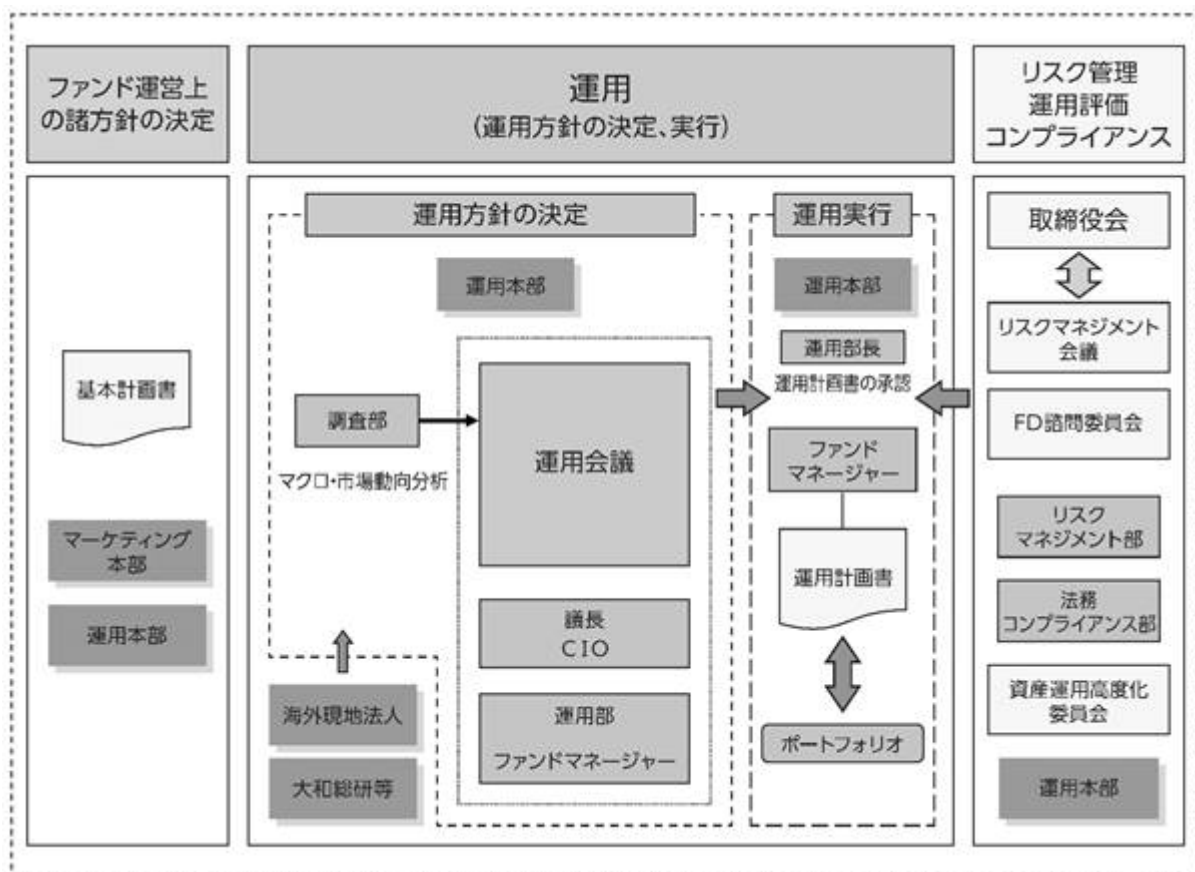 ファンド運営上
の諸方針の決定
運用
(運用方針の決定、実行)
リスク管理
運用評価
コンプライアンス
基本計画書
マーケティング
本部
運用本部
運用方針の決定
運用本部
調査部
マクロ・市場動向分析
運用会議
議長
CIO
運用部
ファンドマネージャー
海外現地法人
大和総研等
運用実行
運用本部
運用部長
運用計画書の承認
ファンド
マネージャー
運用計画書
ポートフォリオ
取締役会
リスクマネジメント
会議
FD諮問委員会
リスク
マネジメント部
法務
コンプライアンス部
資産運用高度化
委員会
運用本部